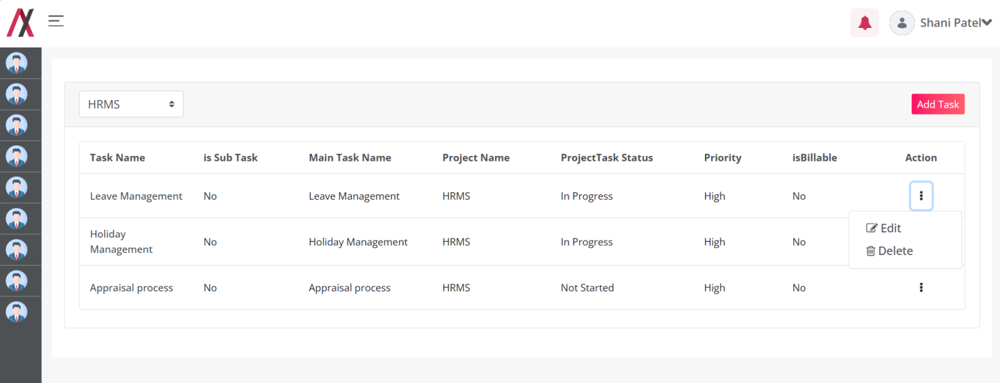 Shani Patel
HRMS
Add Task
Task Name is Sub Task Main Task Name Project Name ProjectTask Status Priority isBillable Action
Leave Management No Leave Management HRMS In Progress High No
Edit
Holiday
Management No Holiday Management HRMS In Progress High No
Delete
Appraisal process No Appraisal process HRMS Not Started High No